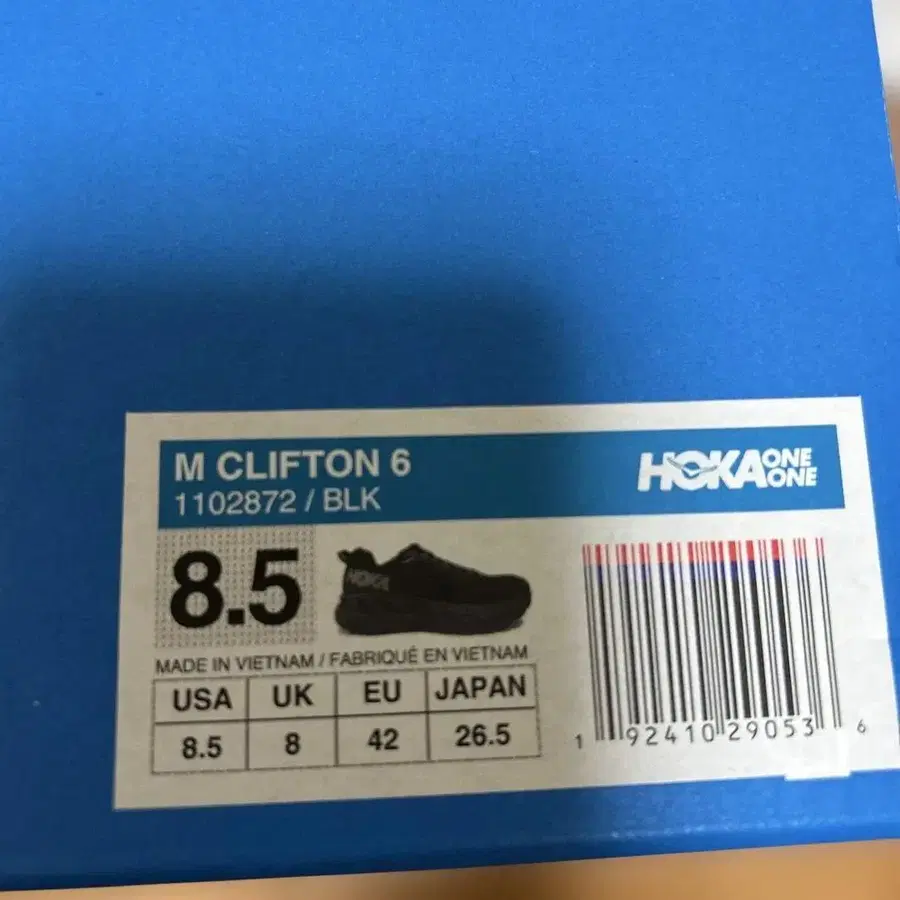 M CLIFTON 6
1102872 / BLK
HOKA ONE ONE
8.5
HOKA
MADE IN VIETNAM / FABRIQUÉ EN VIETNAM
USA UK EU JAPAN
8.5 8 42 26.5
1 92410 29053 6